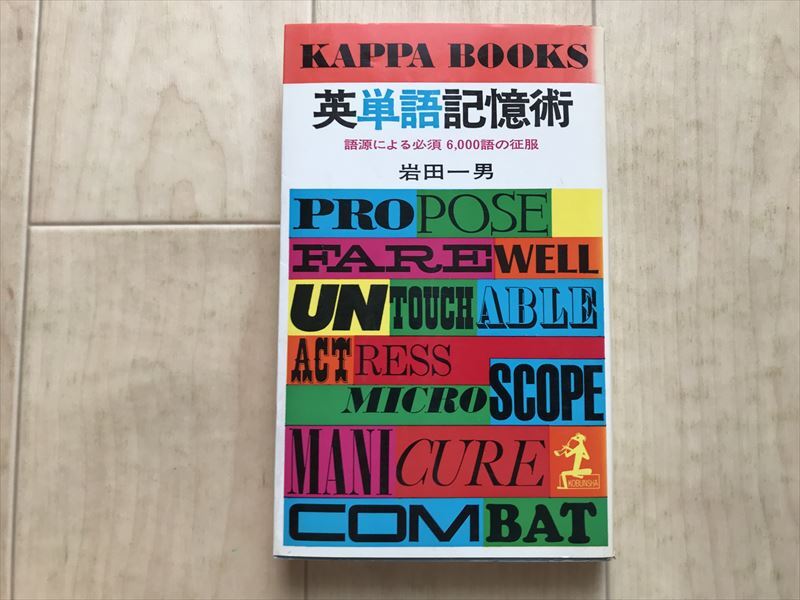 KAPPA BOOKS
英単語記憶術
語源による必須 6,000語の征服
岩田一男
PROPOSE
FAREWELL
UNTOUCHABLE
ACTRESS
MICROSCOPE
MANICURE
KOBUNSHA
COMBAT